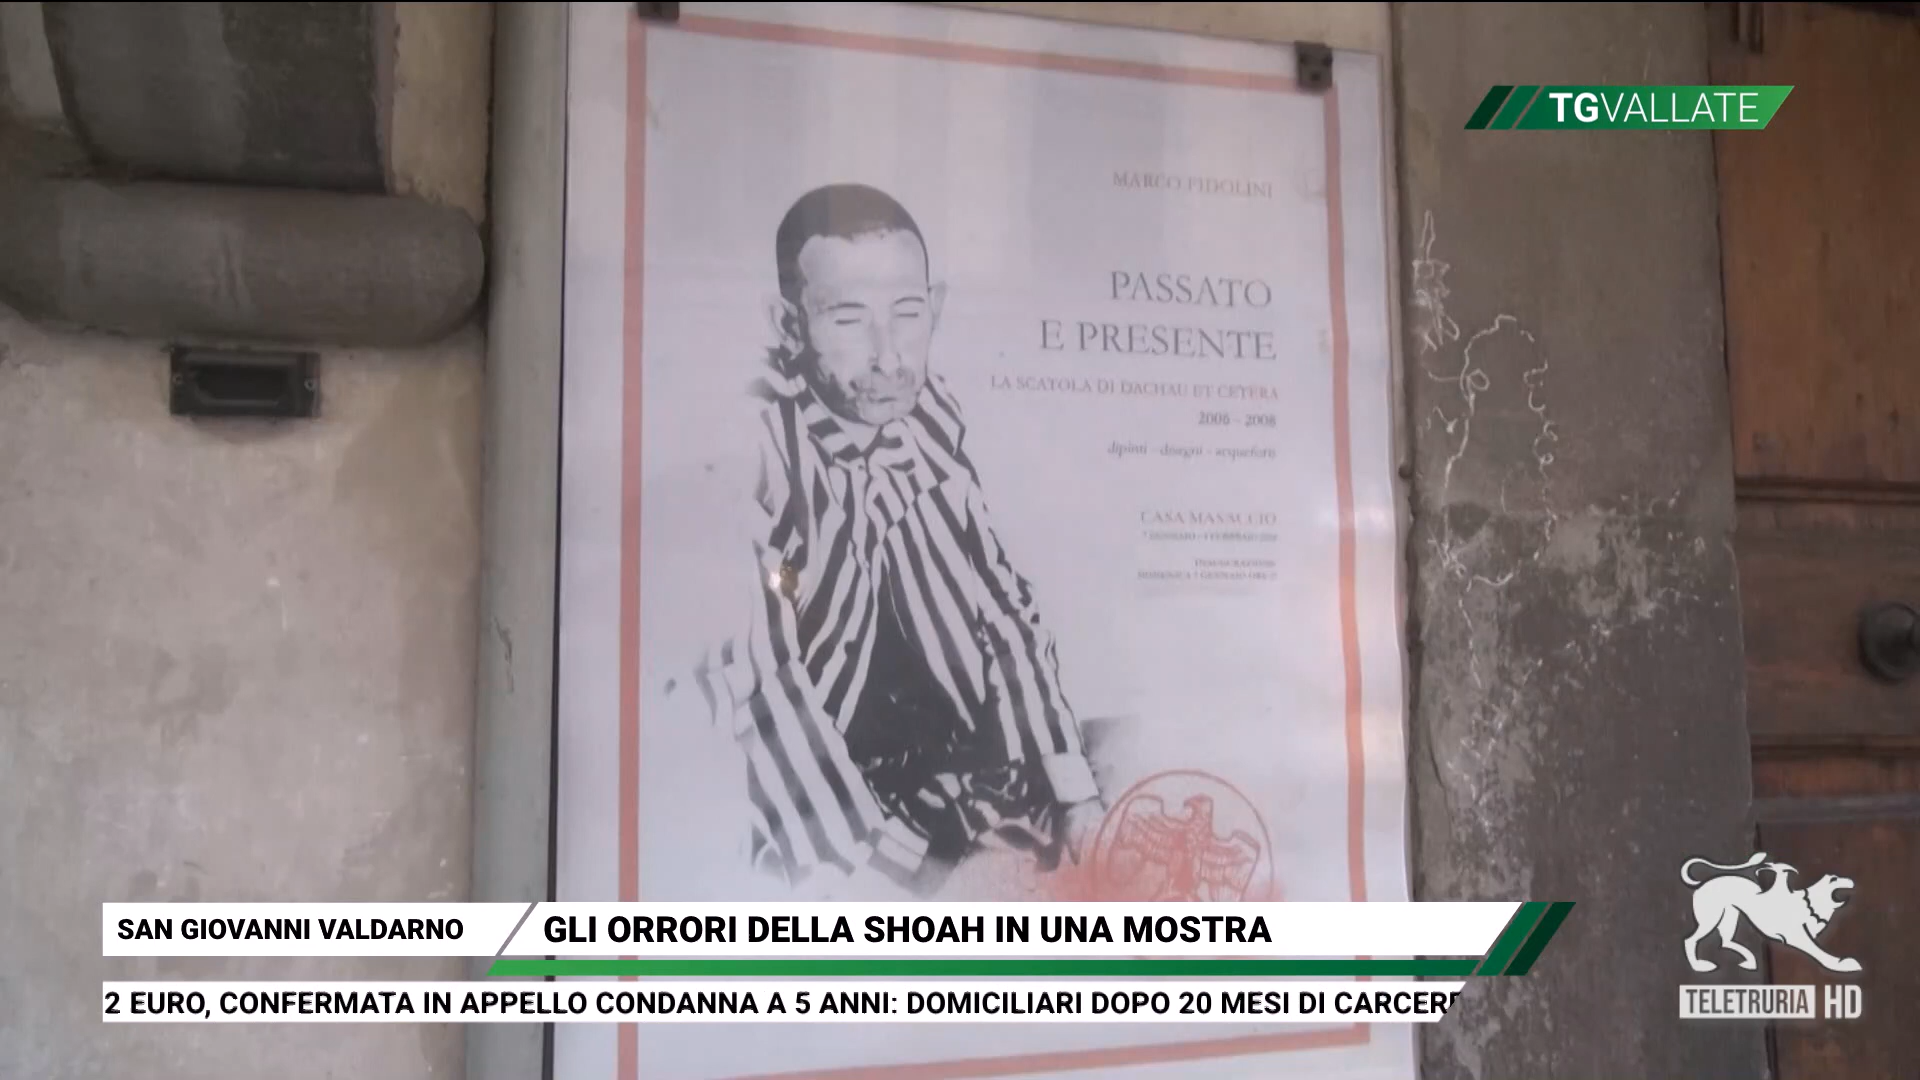 TGVALLATE
MARCO FIDOLINI
PASSATO
E PRESENTE
LA SCATOLA DI DACHAU ET CETERA
2006 - 2008
dipinti - disegni - acqueforti
CASA MASACCIO
SAN GIOVANNI VALDARNO
GLI ORRORI DELLA SHOAH IN UNA MOSTRA
2 EURO, CONFERMATA IN APPELLO CONDANNA A 5 ANNI: DOMICILIARI DOPO 20 MESI DI CARCERE
TELETRURIA HD